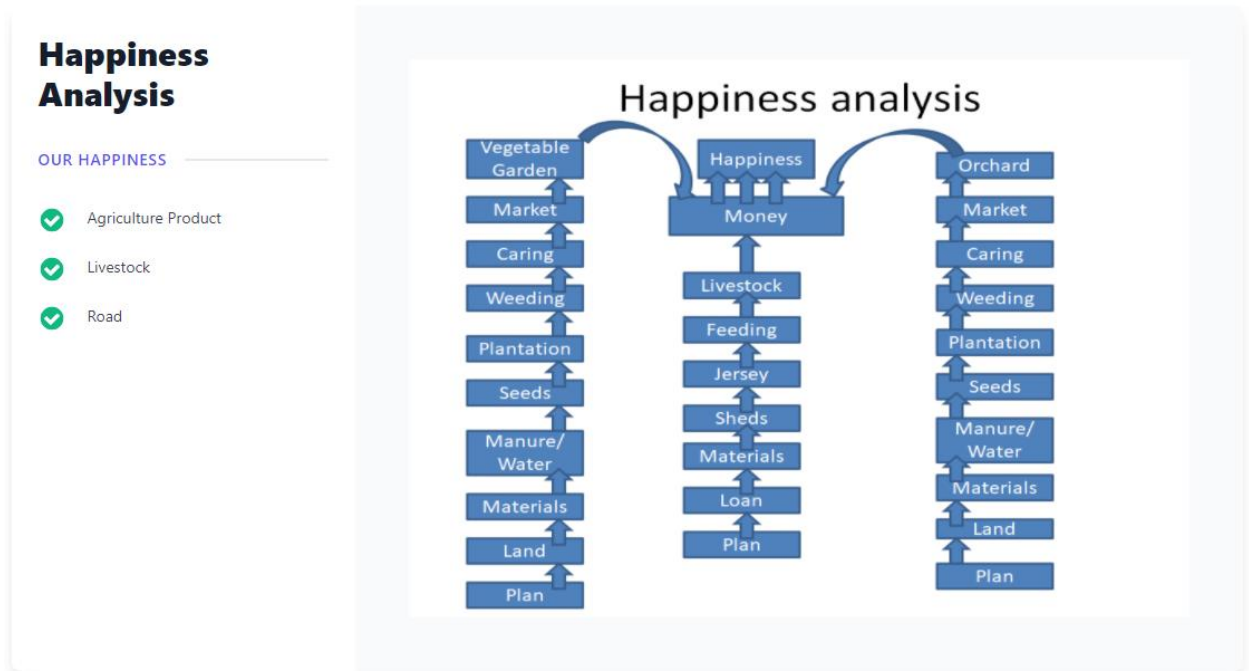 Happiness
Analysis
OUR HAPPINESS
Agriculture Product
Livestock
Road
Happiness analysis
Vegetable
Garden
Market
Caring
Weeding
Plantation
Seeds
Manure/
Water
Materials
Land
Plan
Happiness
Money
Livestock
Feeding
Jersey
Sheds
Materials
Loan
Plan
Orchard
Market
Caring
Weeding
Plantation
Seeds
Manure/
Water
Materials
Land
Plan